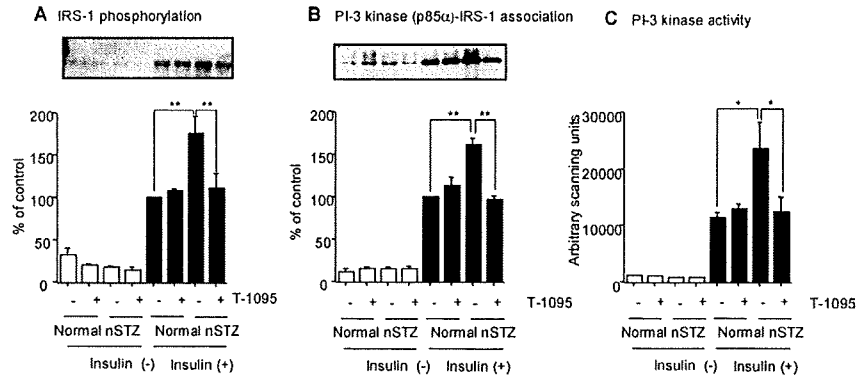 A IRS-1 phosphorylation
200
150
100
50
0
% of control
** **
- + - + - + - + T-1095
Normal nSTZ Normal nSTZ
Insulin (-) Insulin (+)
B PI-3 kinase (p85α)-IRS-1 association
200
150
100
50
0
% of control
** **
- + - + - + - + T-1095
Normal nSTZ Normal nSTZ
Insulin (-) Insulin (+)
C PI-3 kinase activity
30000
20000
10000
0
Arbitrary scanning units
* *
- + - + - + - + T-1095
Normal nSTZ Normal nSTZ
Insulin (-) Insulin (+)